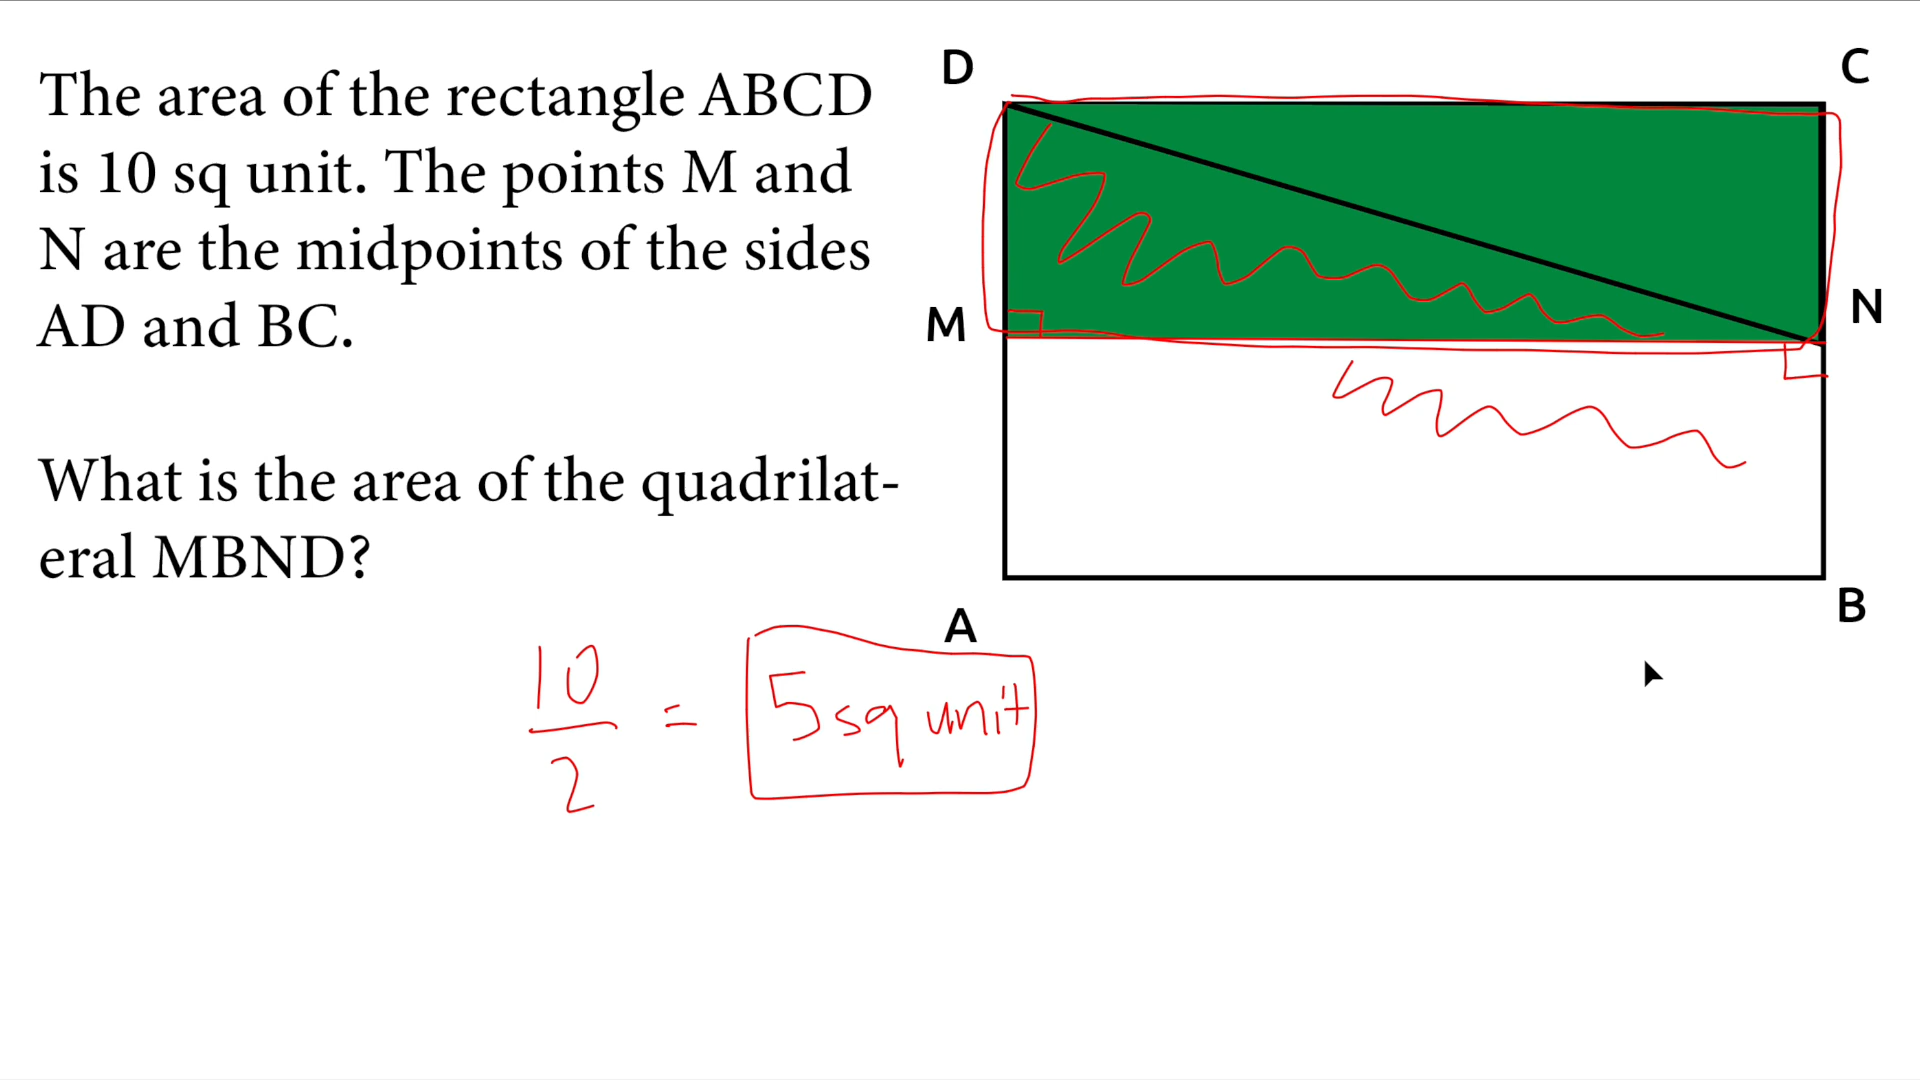 The area of the rectangle ABCD
is 10 sq unit. The points M and
N are the midpoints of the sides
AD and BC.
What is the area of the quadrilat-
eral MBND?
D
C
M
N
A
B
10
2
=
5 sq unit